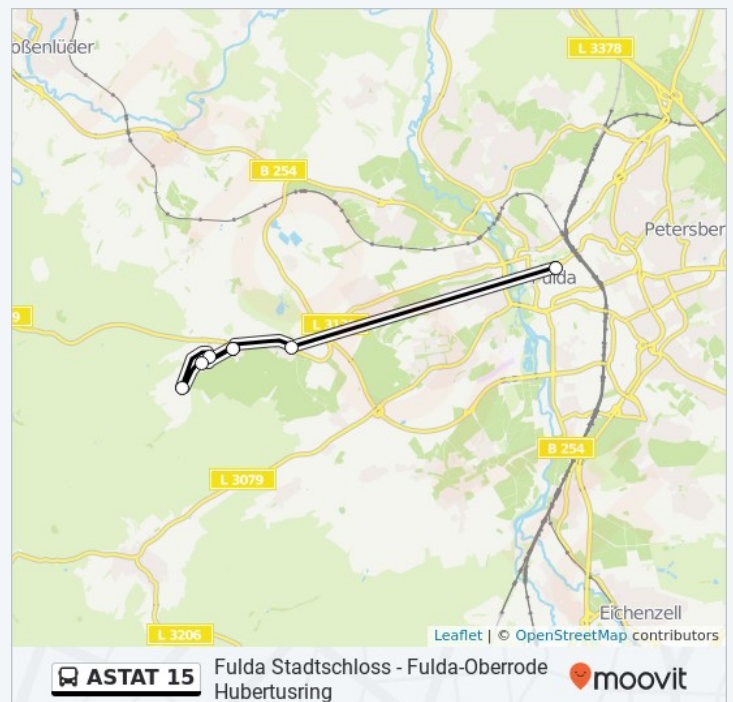 oßenlüder
L 3378
B 254
Petersber
Fulda
9
B 254
L 3079
Eichenzell
L 3206
Leaflet | © OpenStreetMap contributors
ASTAT 15
Fulda Stadtschloss - Fulda-Oberrode
Hubertusring
moovit